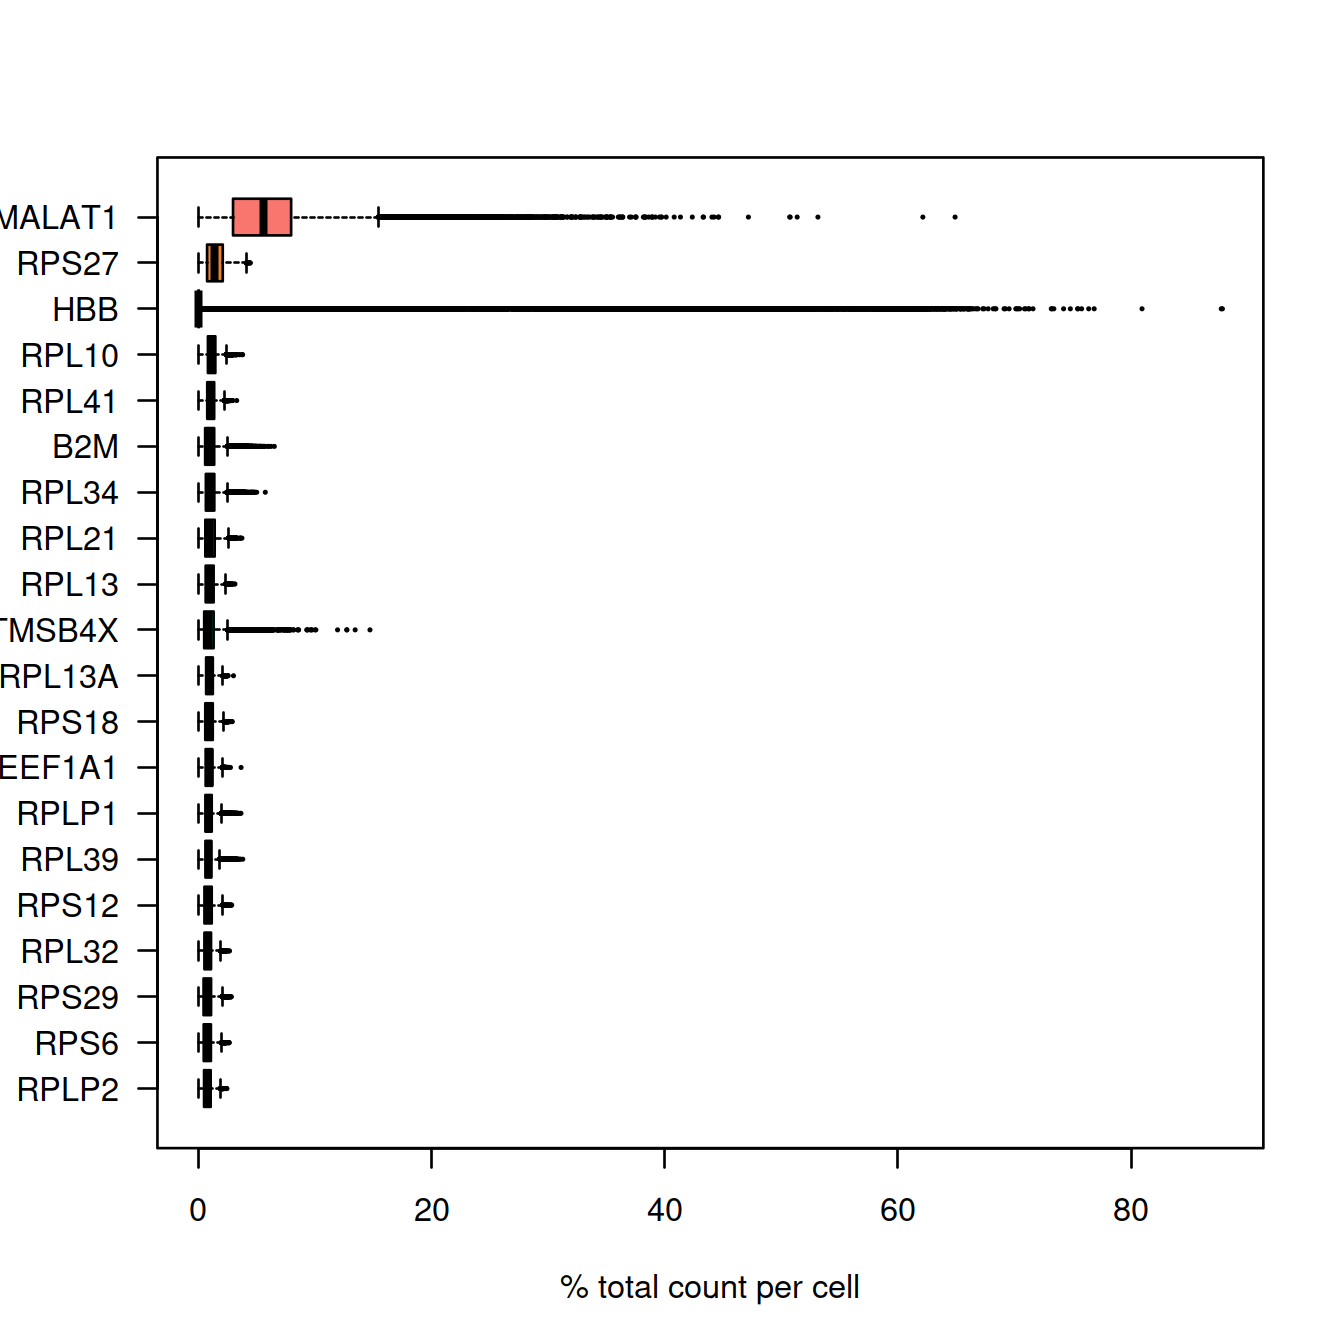 MALAT1
RPS27
HBB
RPL10
RPL41
B2M
RPL34
RPL21
RPL13
TMSB4X
RPL13A
RPS18
EEF1A1
RPLP1
RPL39
RPS12
RPL32
RPS29
RPS6
RPLP2
0 20 40 60 80
% total count per cell